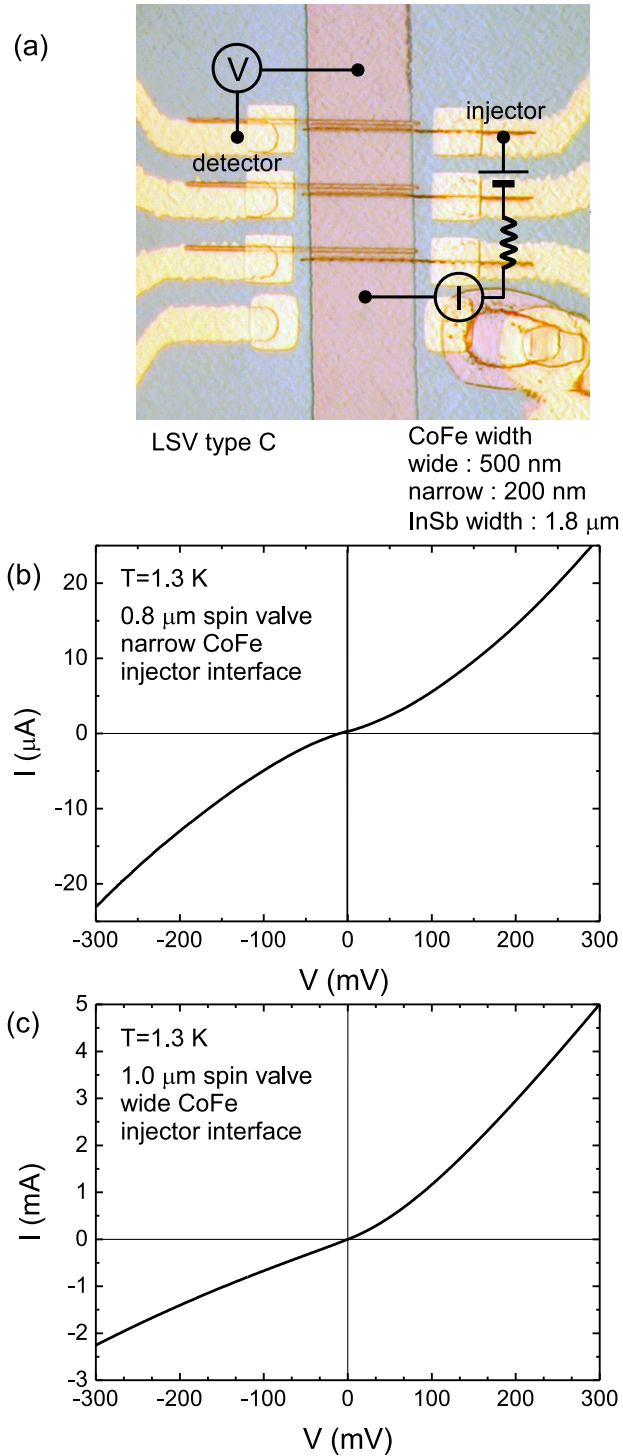 (a)
V
injector
detector
I
LSV type C
CoFe width
wide : 500 nm
narrow : 200 nm
InSb width : 1.8 μm
(b)
T=1.3 K
0.8 μm spin valve
narrow CoFe
injector interface
20
10
0
-10
-20
I (μA)
-300 -200 -100 0 100 200 300
V (mV)
(c)
T=1.3 K
1.0 μm spin valve
wide CoFe
injector interface
5
4
3
2
1
0
-1
-2
-3
I (mA)
-300 -200 -100 0 100 200 300
V (mV)